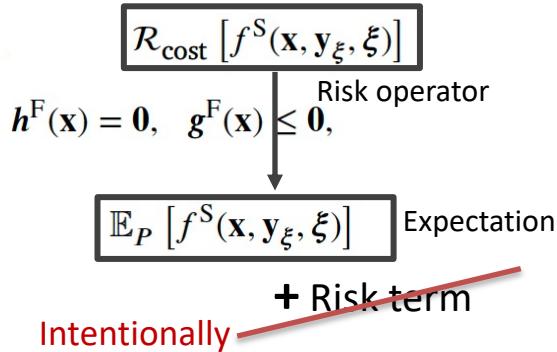 𝓡_cost [f^S(𝐱, 𝐲_ξ, ξ)]
Risk operator
𝒉^F(𝐱) = 𝟎, 𝒈^F(𝐱) ≤ 𝟎,
𝔼_P [f^S(𝐱, 𝐲_ξ, ξ)]
Expectation
+ Risk term
Intentionally